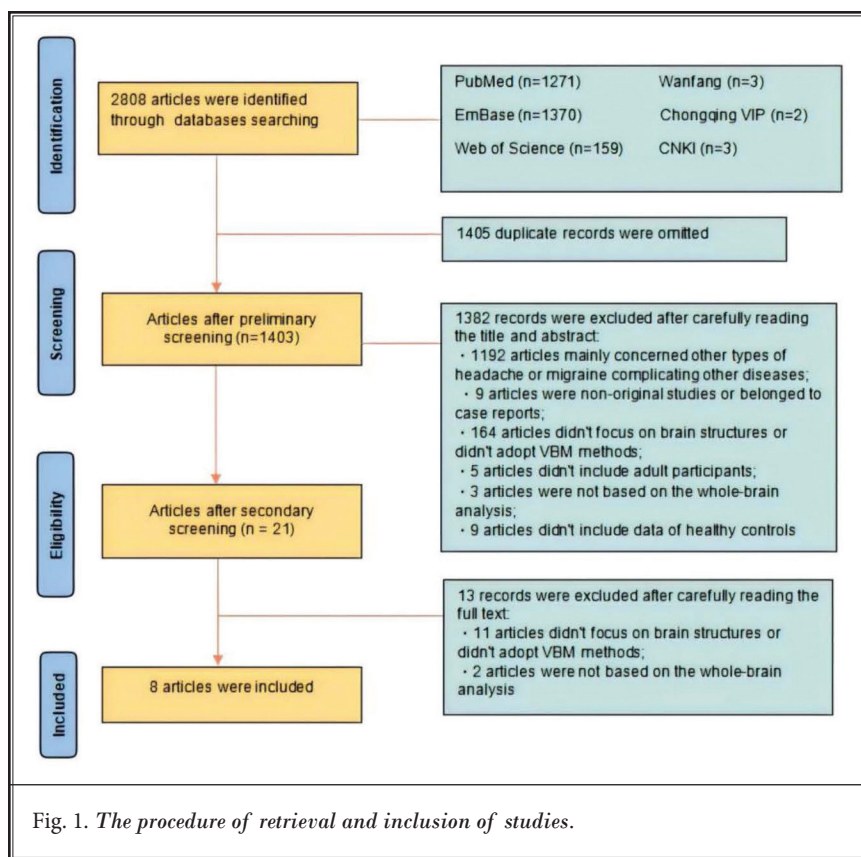 Identification
2808 articles were identified
through databases searching
PubMed (n=1271)
Wanfang (n=3)
EmBase (n=1370)
Chongqing VIP (n=2)
Web of Science (n=159)
CNKI (n=3)
1405 duplicate records were omitted
Screening
Articles after preliminary
screening (n=1403)
1382 records were excluded after carefully reading
the title and abstract:
· 1192 articles mainly concerned other types of
headache or migraine complicating other diseases;
· 9 articles were non-original studies or belonged to
case reports;
· 164 articles didn't focus on brain structures or
didn't adopt VBM methods;
· 5 articles didn't include adult participants;
· 3 articles were not based on the whole-brain
analysis;
· 9 articles didn't include data of healthy controls
Eligibility
Articles after secondary
screening (n = 21)
13 records were excluded after carefully reading the
full text:
· 11 articles didn't focus on brain structures or
didn't adopt VBM methods;
· 2 articles were not based on the whole-brain
analysis
Included
8 articles were included
Fig. 1. The procedure of retrieval and inclusion of studies.